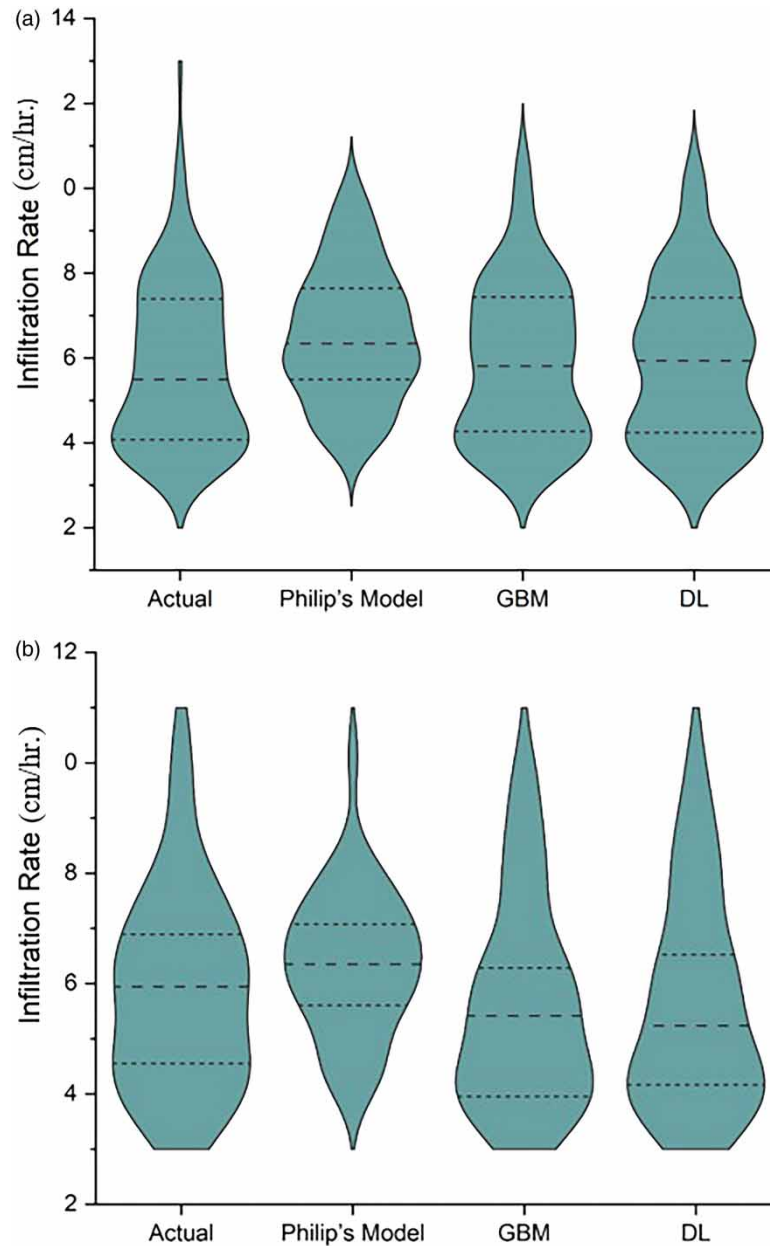 (a)
14
2
0
8
6
4
2
Infiltration Rate (cm/hr.)
Actual
Philip's Model
GBM
DL
(b)
12
0
8
6
4
2
Infiltration Rate (cm/hr.)
Actual
Philip's Model
GBM
DL